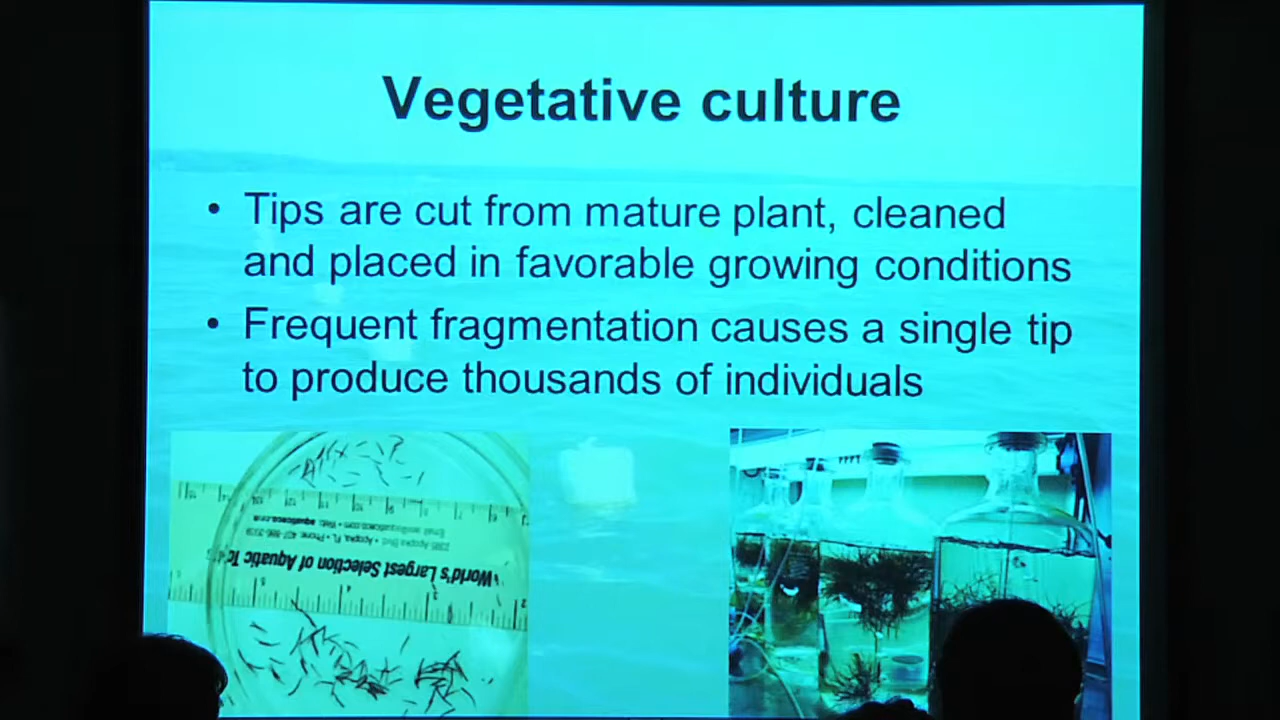 Vegetative culture
• Tips are cut from mature plant, cleaned
and placed in favorable growing conditions
• Frequent fragmentation causes a single tip
to produce thousands of individuals
World's Largest Selection of Aquatic